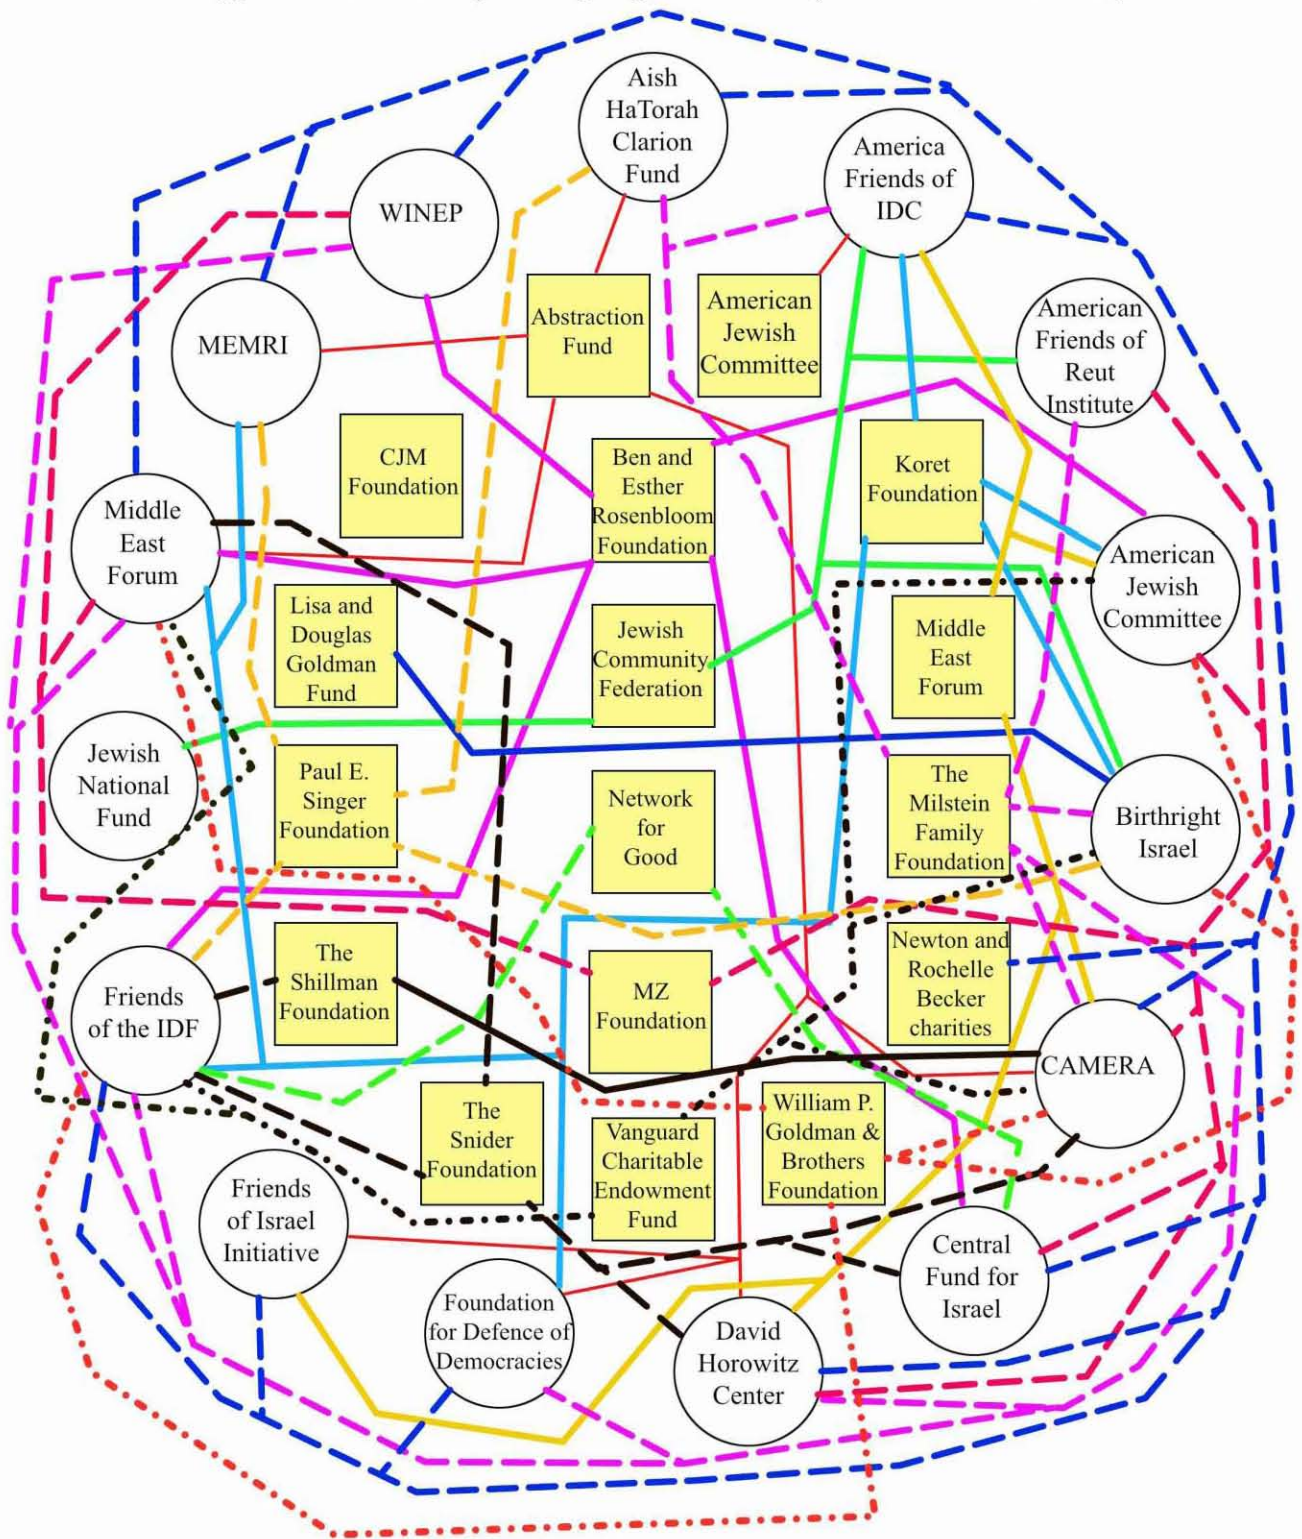 Aish
HaTorah
Clarion
Fund
America
Friends of
IDC
WINEP
MEMRI
Abstraction
Fund
American
Jewish
Committee
American
Friends of
Reut
Institute
CJM
Foundation
Ben and
Esther
Rosenbloom
Foundation
Koret
Foundation
Middle
East
Forum
American
Jewish
Committee
Lisa and
Douglas
Goldman
Fund
Jewish
Community
Federation
Middle
East
Forum
Jewish
National
Fund
Paul E.
Singer
Foundation
Network
for
Good
The
Milstein
Family
Foundation
Birthright
Israel
Friends
of the IDF
The
Shillman
Foundation
MZ
Foundation
Newton and
Rochelle
Becker
charities
CAMERA
The
Snider
Foundation
Vanguard
Charitable
Endowment
Fund
William P.
Goldman &
Brothers
Foundation
Friends
of Israel
Initiative
Foundation
for Defence of
Democracies
David
Horowitz
Center
Central
Fund for
Israel